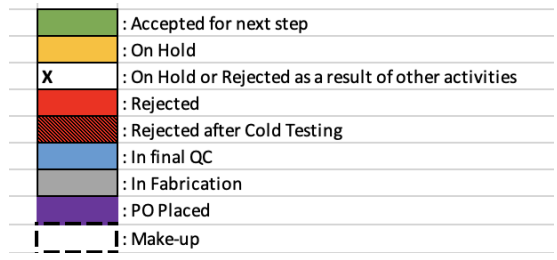 : Accepted for next step
: On Hold
X : On Hold or Rejected as a result of other activities
: Rejected
: Rejected after Cold Testing
: In final QC
: In Fabrication
: PO Placed
: Make-up